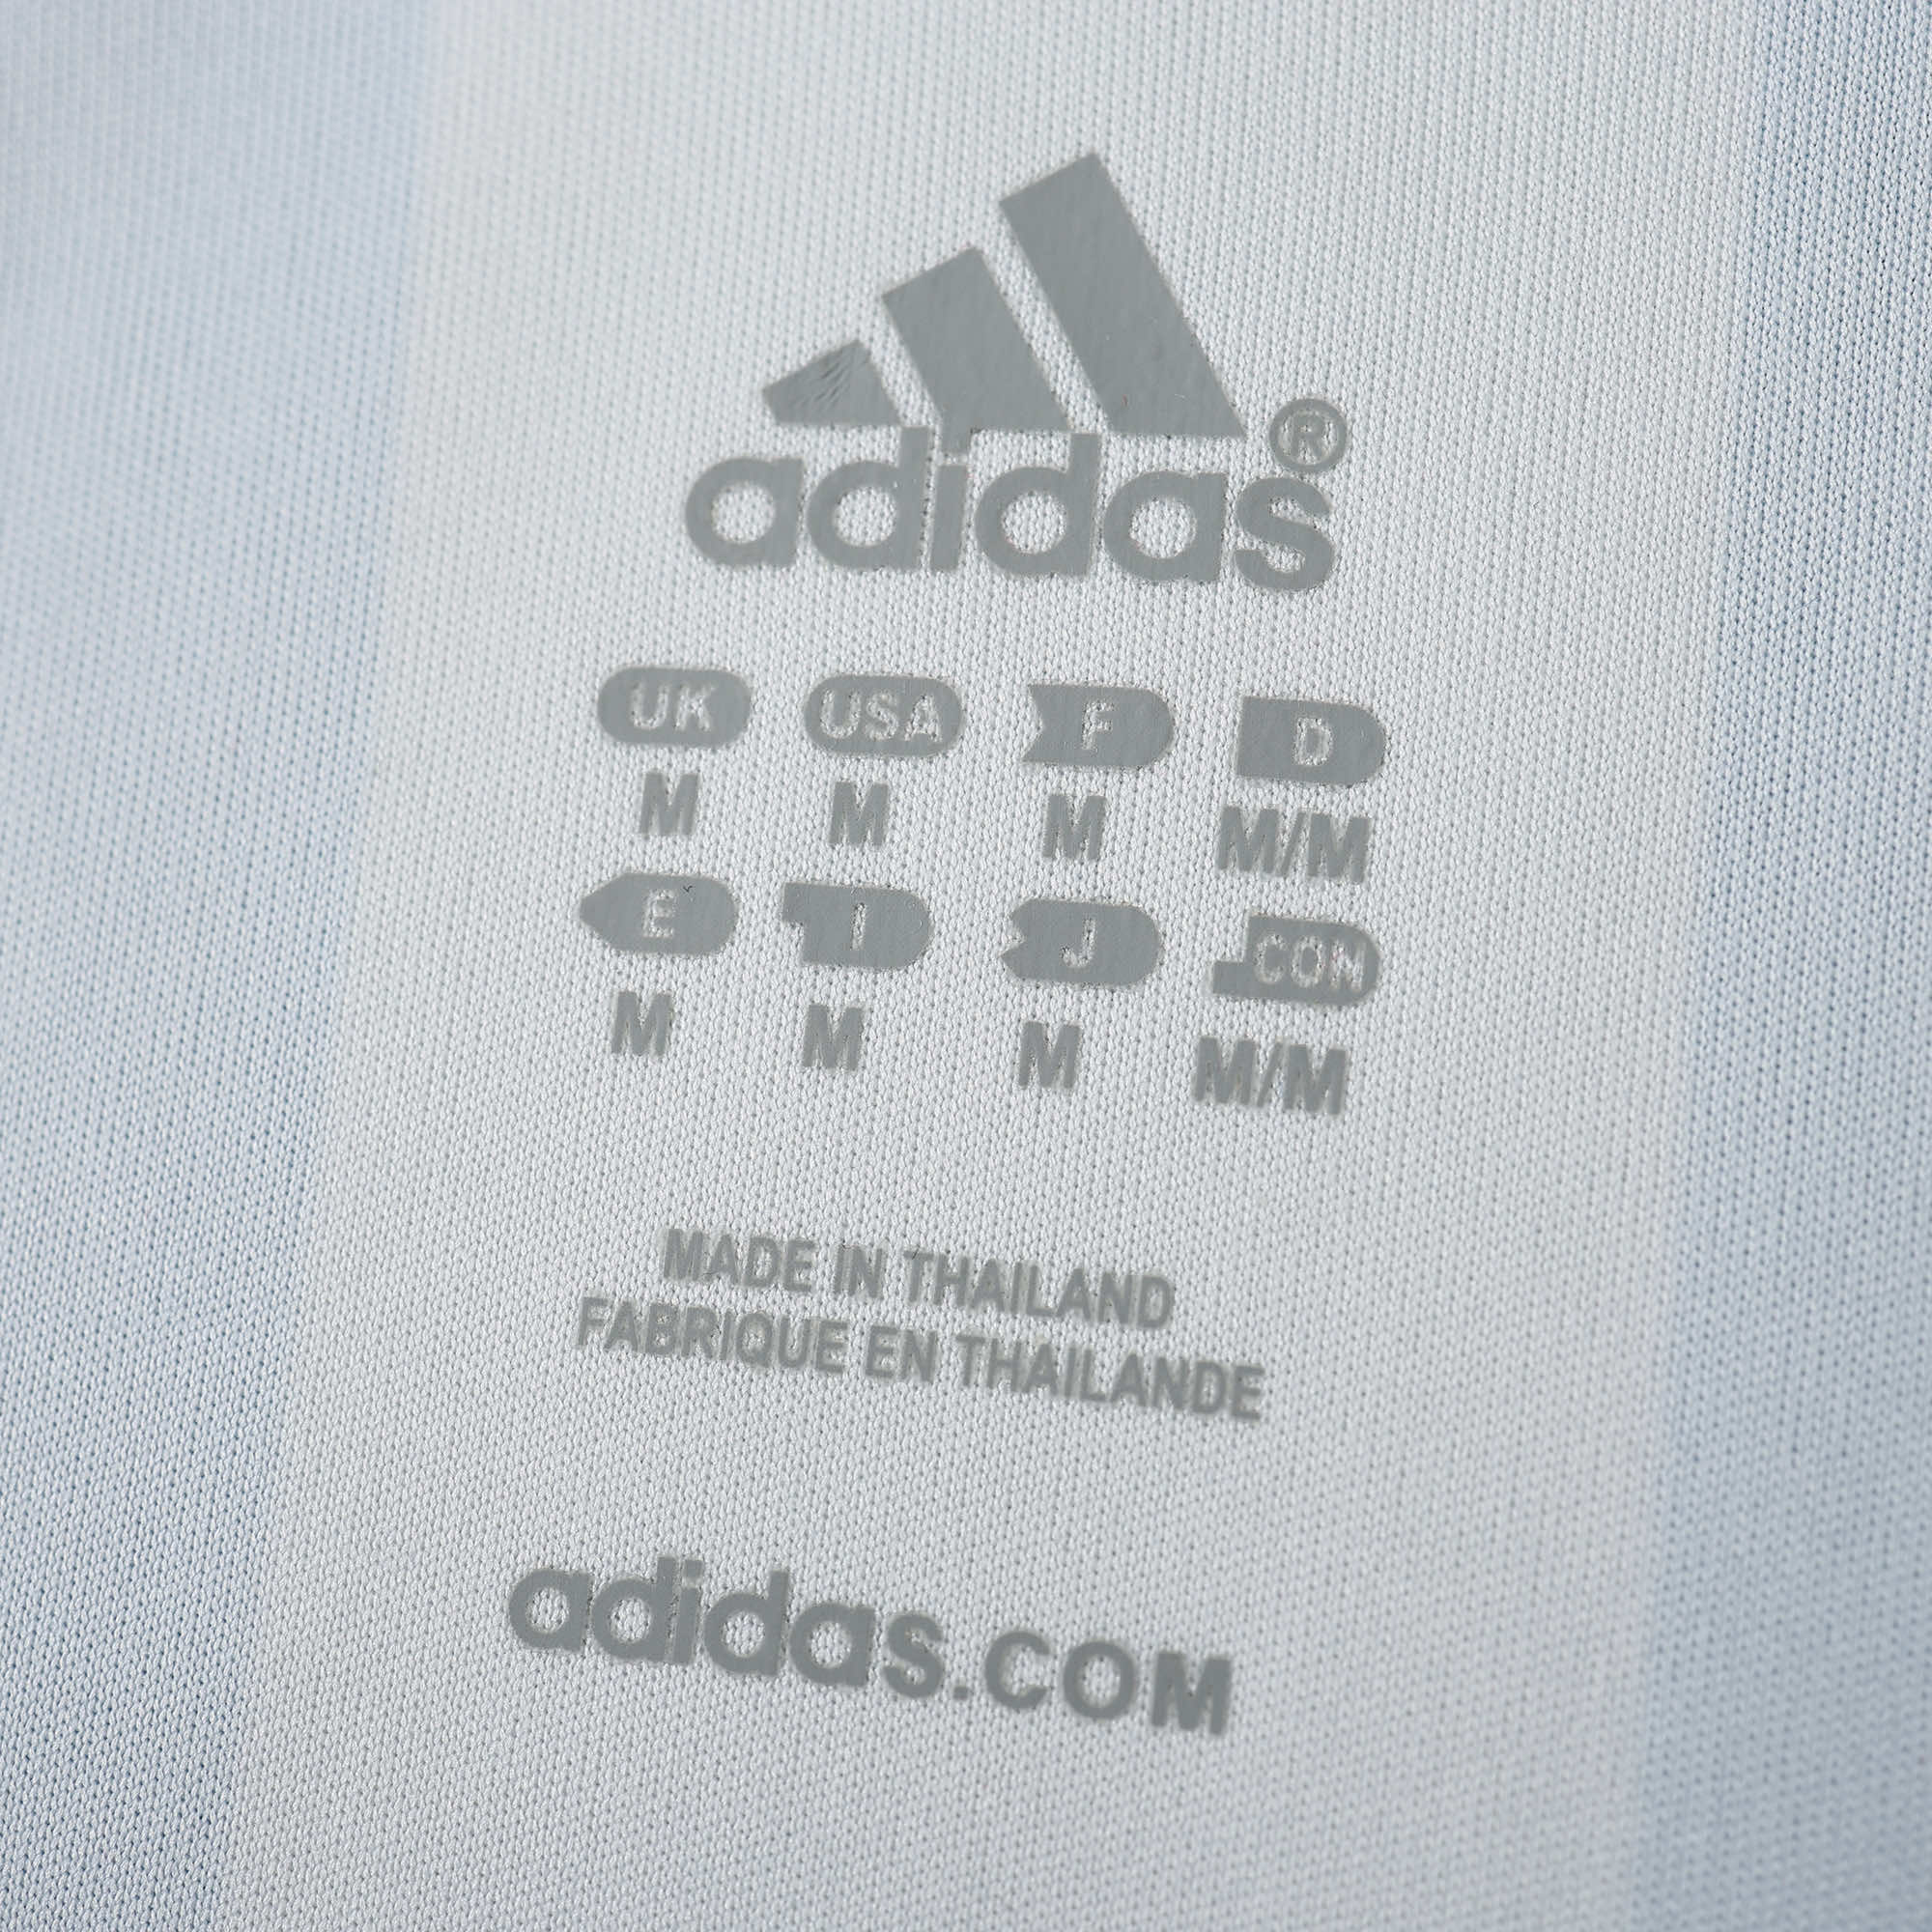 adidas®
UK USA F D
M M M M/M
E I J CON
M M M M/M
MADE IN THAILAND
FABRIQUE EN THAILANDE
adidas.COM